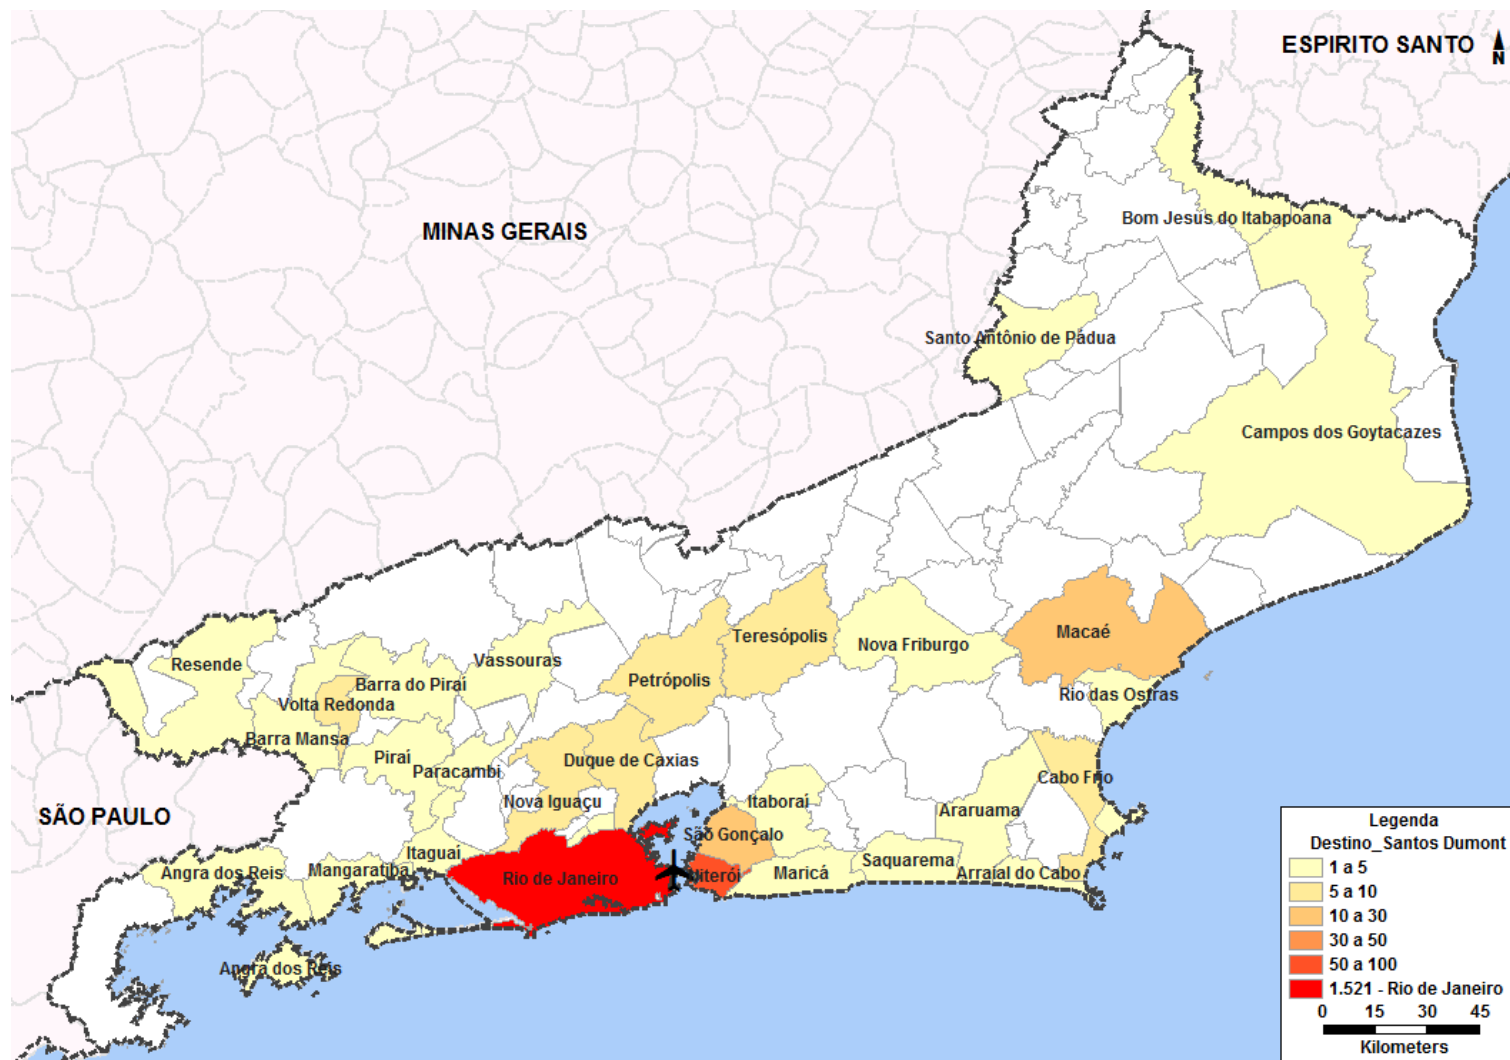 ESPIRITO SANTO
N
Bom Jesus do Itabapoana
MINAS GERAIS
Santo Antônio de Pádua
Campos dos Goytacazes
Macaé
Teresópolis
Nova Friburgo
Resende
Vassouras
Petrópolis
Barra do Piraí
Rio das Ostras
Volta Redonda
Barra Mansa
Piraí
Duque de Caxias
Paracambi
Cabo Frio
Nova Iguaçu
Itaboraí
Araruama
SÃO PAULO
São Gonçalo
Itaguaí
Saquarema
Mangaratiba
Angra dos Reis
Maricá
Arraial do Cabo
Niterói
Rio de Janeiro
Angra dos Reis
Legenda
Destino_Santos Dumont
1 a 5
5 a 10
10 a 30
30 a 50
50 a 100
1.521 - Rio de Janeiro
0 15 30 45
Kilometers